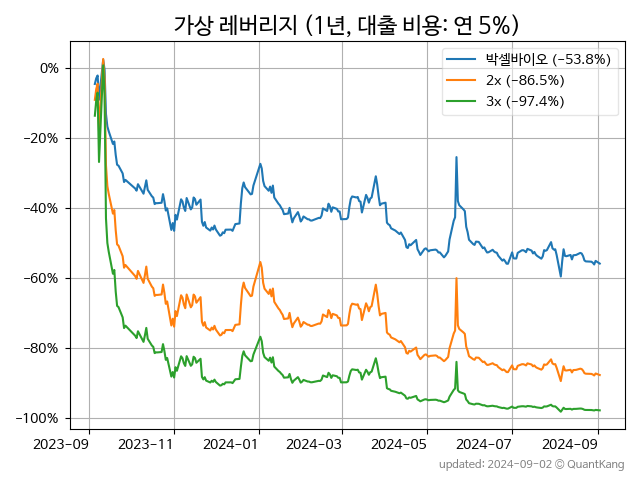 가상 레버리지 (1년, 대출 비용: 연 5%)
박셀바이오 (-53.8%)
2x (-86.5%)
3x (-97.4%)
0%
-20%
-40%
-60%
-80%
-100%
2023-09 2023-11 2024-01 2024-03 2024-05 2024-07 2024-09
updated: 2024-09-02 © QuantKang